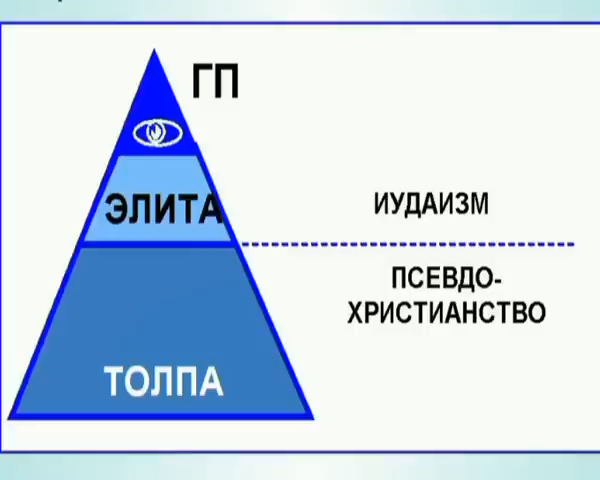 ГП
ЭЛИТА
ИУДАИЗМ
ПСЕВДО-
ХРИСТИАНСТВО
ТОЛПА